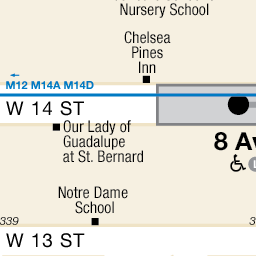 Nursery School
Chelsea
Pines
Inn
M12 M14A M14D
W 14 ST
Our Lady of
Guadalupe
at St. Bernard
8 Av
L
Notre Dame
School
339
3
W 13 ST